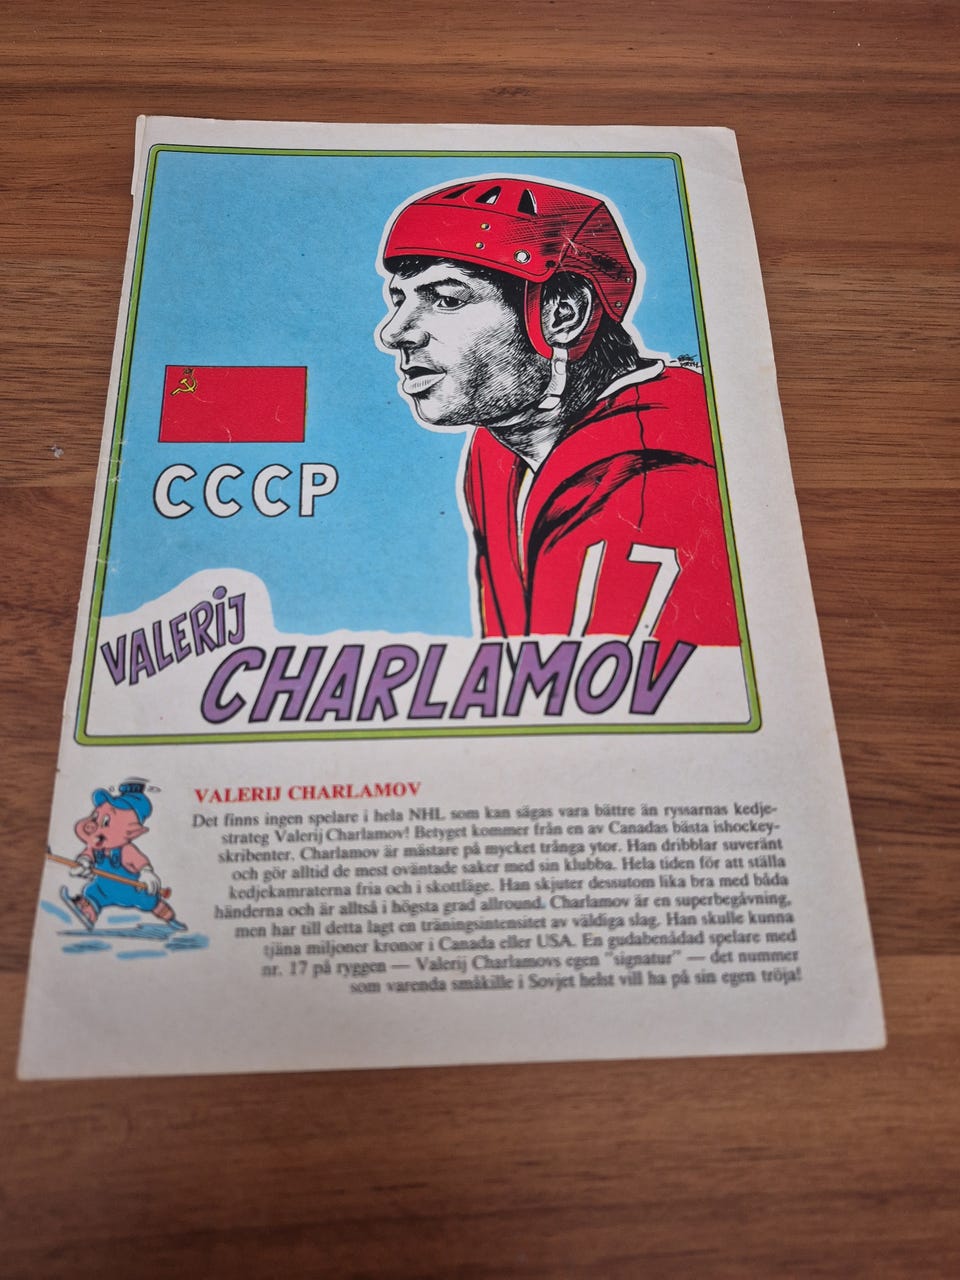 CCCP
17
VALERIJ
CHARLAMOV
VALERIJ CHARLAMOV
Det finns ingen spelare i hela NHL som kan sägas vara bättre än ryssarnas kedje-
strateg Valerij Charlamov! Betyget kommer från en av Canadas bästa ishockey-
skribenter. Charlamov är mästare på mycket trånga ytor. Han dribblar suveränt
och gör alltid de mest oväntade saker med sin klubba. Hela tiden för att ställa
kedjekamraterna fria och i skottläge. Han skjuter dessutom lika bra med båda
händerna och är alltså i högsta grad allround. Charlamov är en superbegåvning,
men har till detta lagt en träningsintensitet av väldiga slag. Han skulle kunna
tjäna miljoner kronor i Canada eller USA. En gudabenådad spelare med
nr. 17 på ryggen — Valerij Charlamovs egen "signatur" — det nummer
som varenda småkille i Sovjet helst vill ha på sin egen tröja!